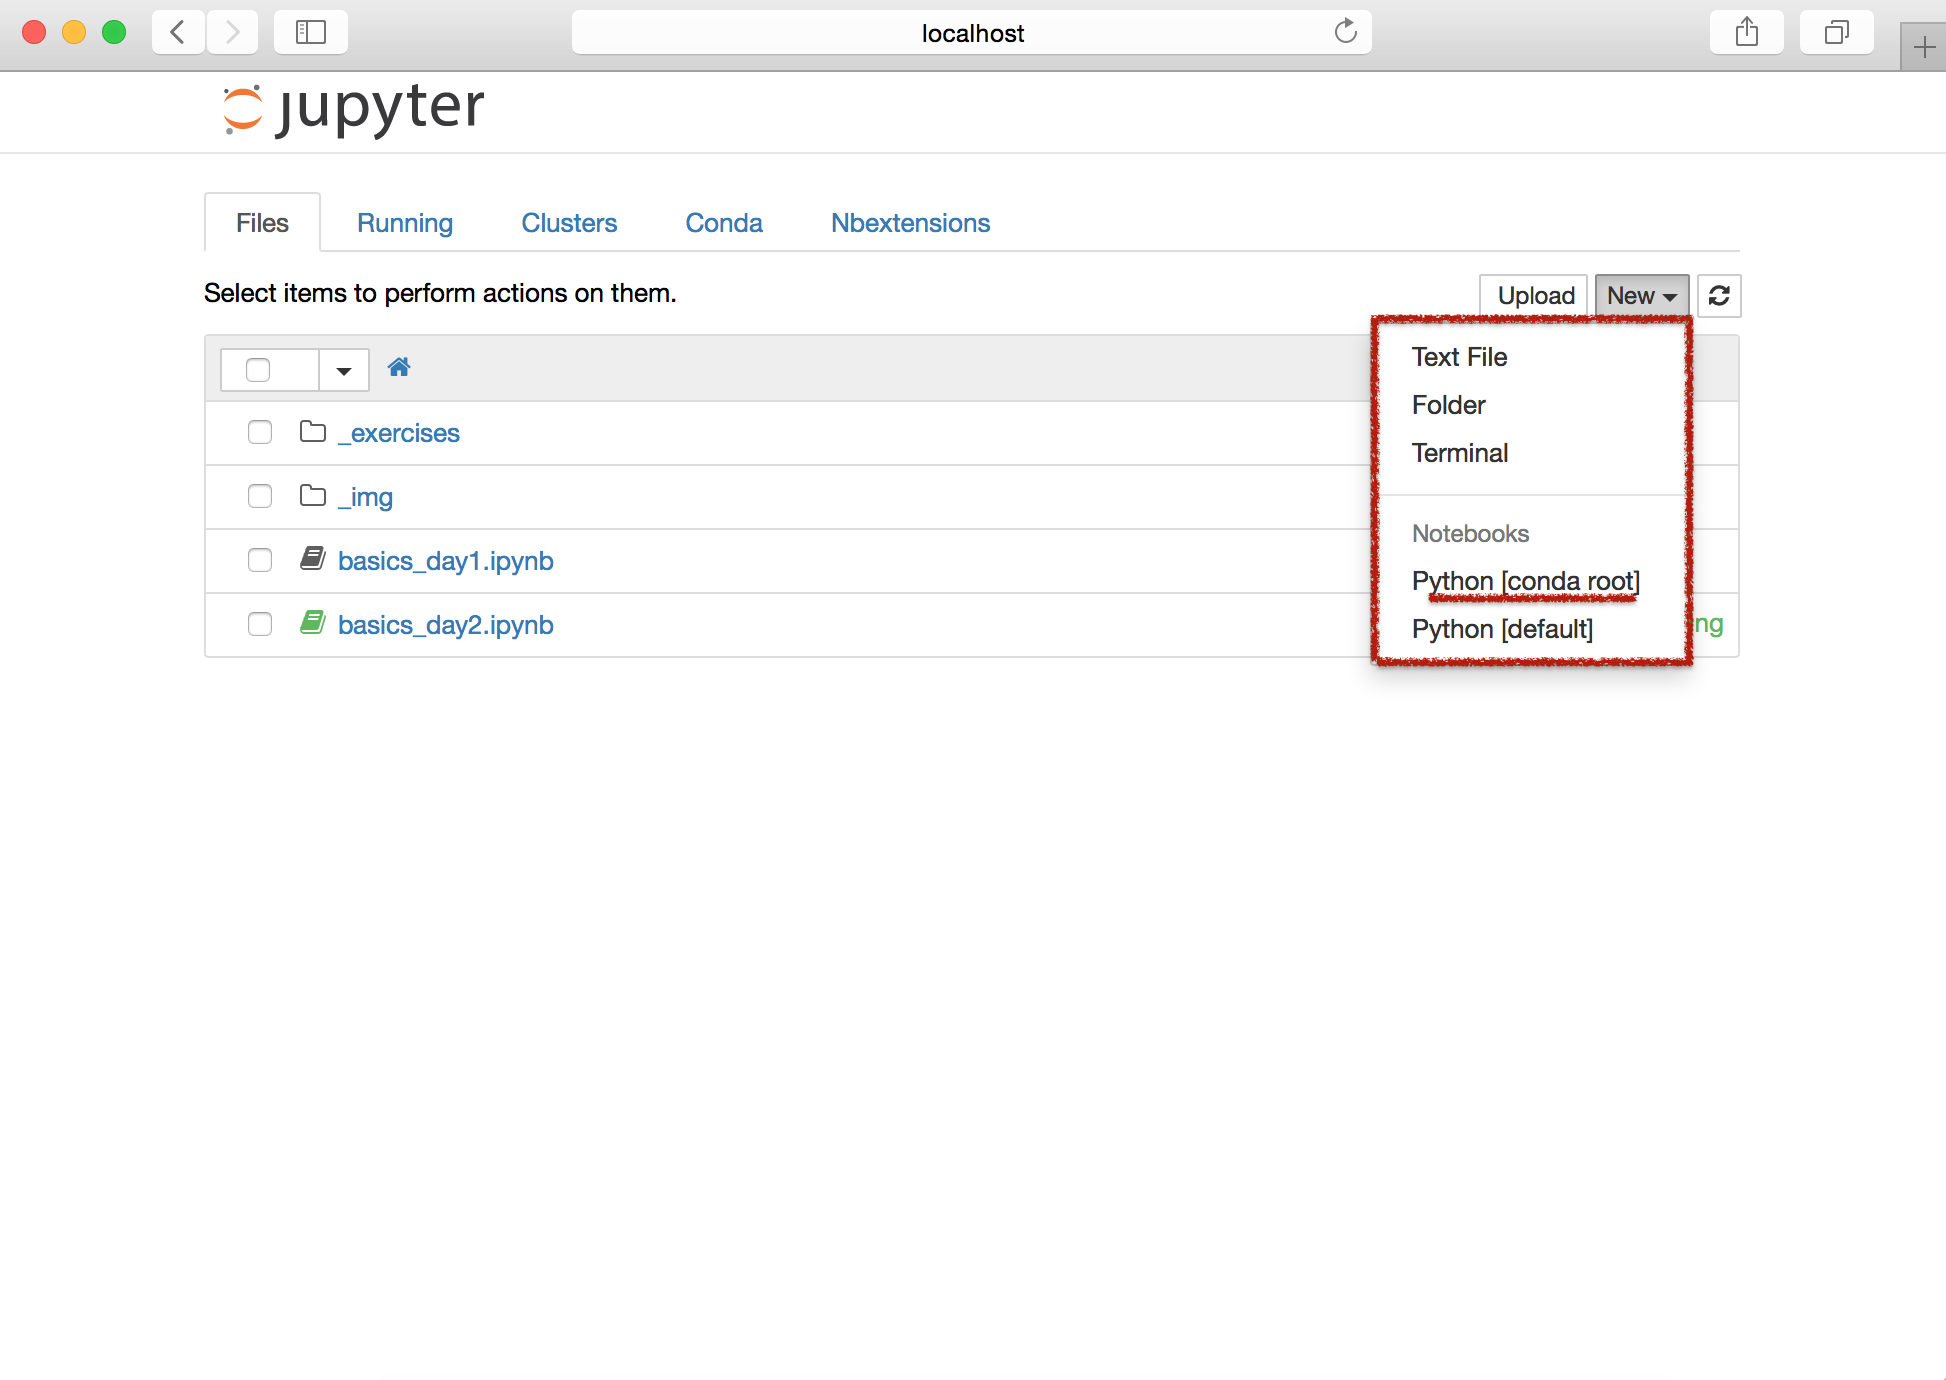 localhost
jupyter
Files Running Clusters Conda Nbextensions
Select items to perform actions on them.
Upload New
Text File
Folder
Terminal
Notebooks
Python [conda root]
Python [default]
_exercises
_img
basics_day1.ipynb
basics_day2.ipynb
ng